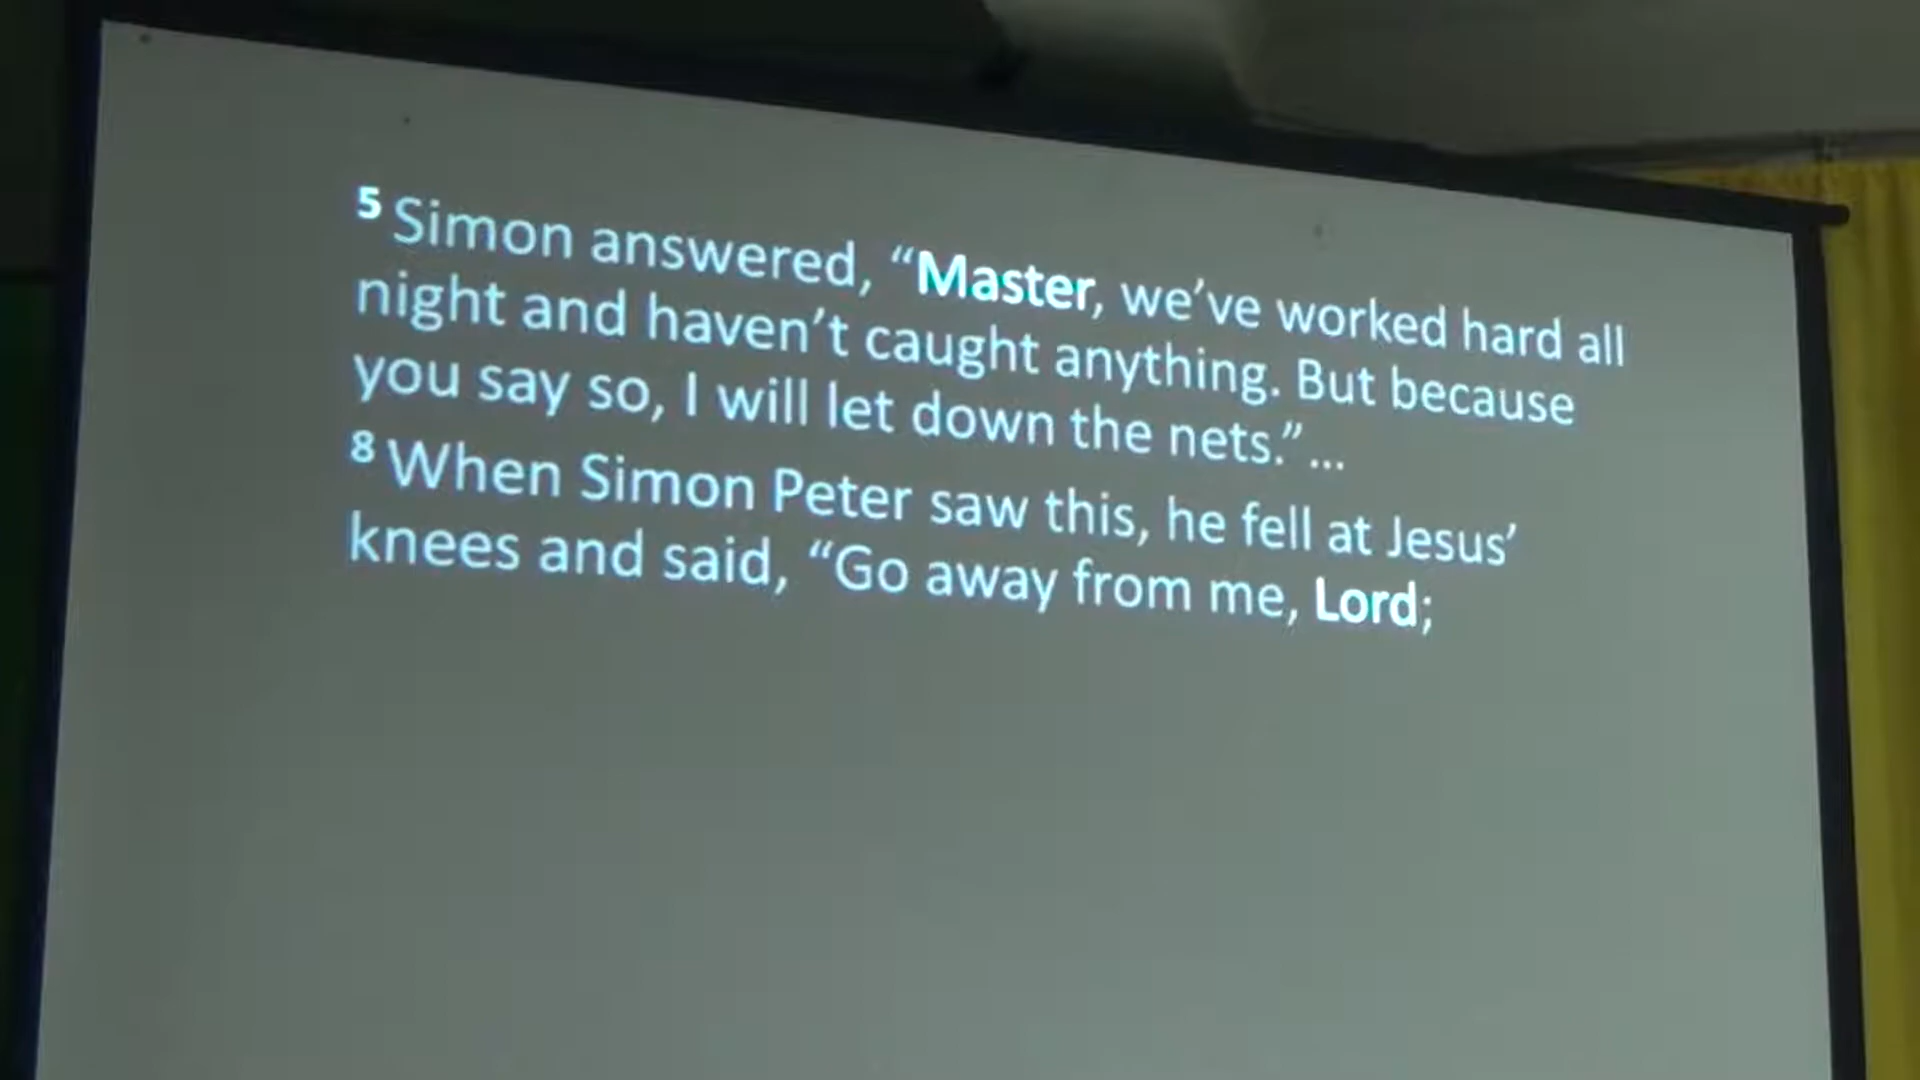 ⁵ Simon answered, “Master, we’ve worked hard all
night and haven’t caught anything. But because
you say so, I will let down the nets.”...
⁸ When Simon Peter saw this, he fell at Jesus’
knees and said, “Go away from me, Lord;